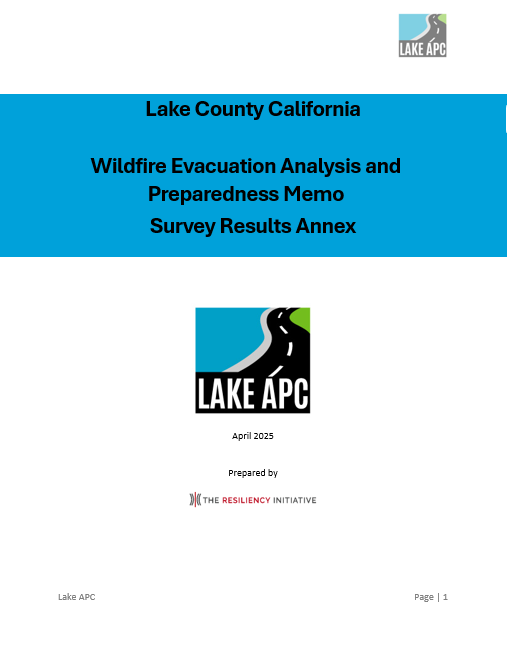 LAKE APC
Lake County California
Wildfire Evacuation Analysis and
Preparedness Memo
Survey Results Annex
LAKE ÁPC
April 2025
Prepared by
THE RESILIENCY INITIATIVE
Lake APC
Page | 1